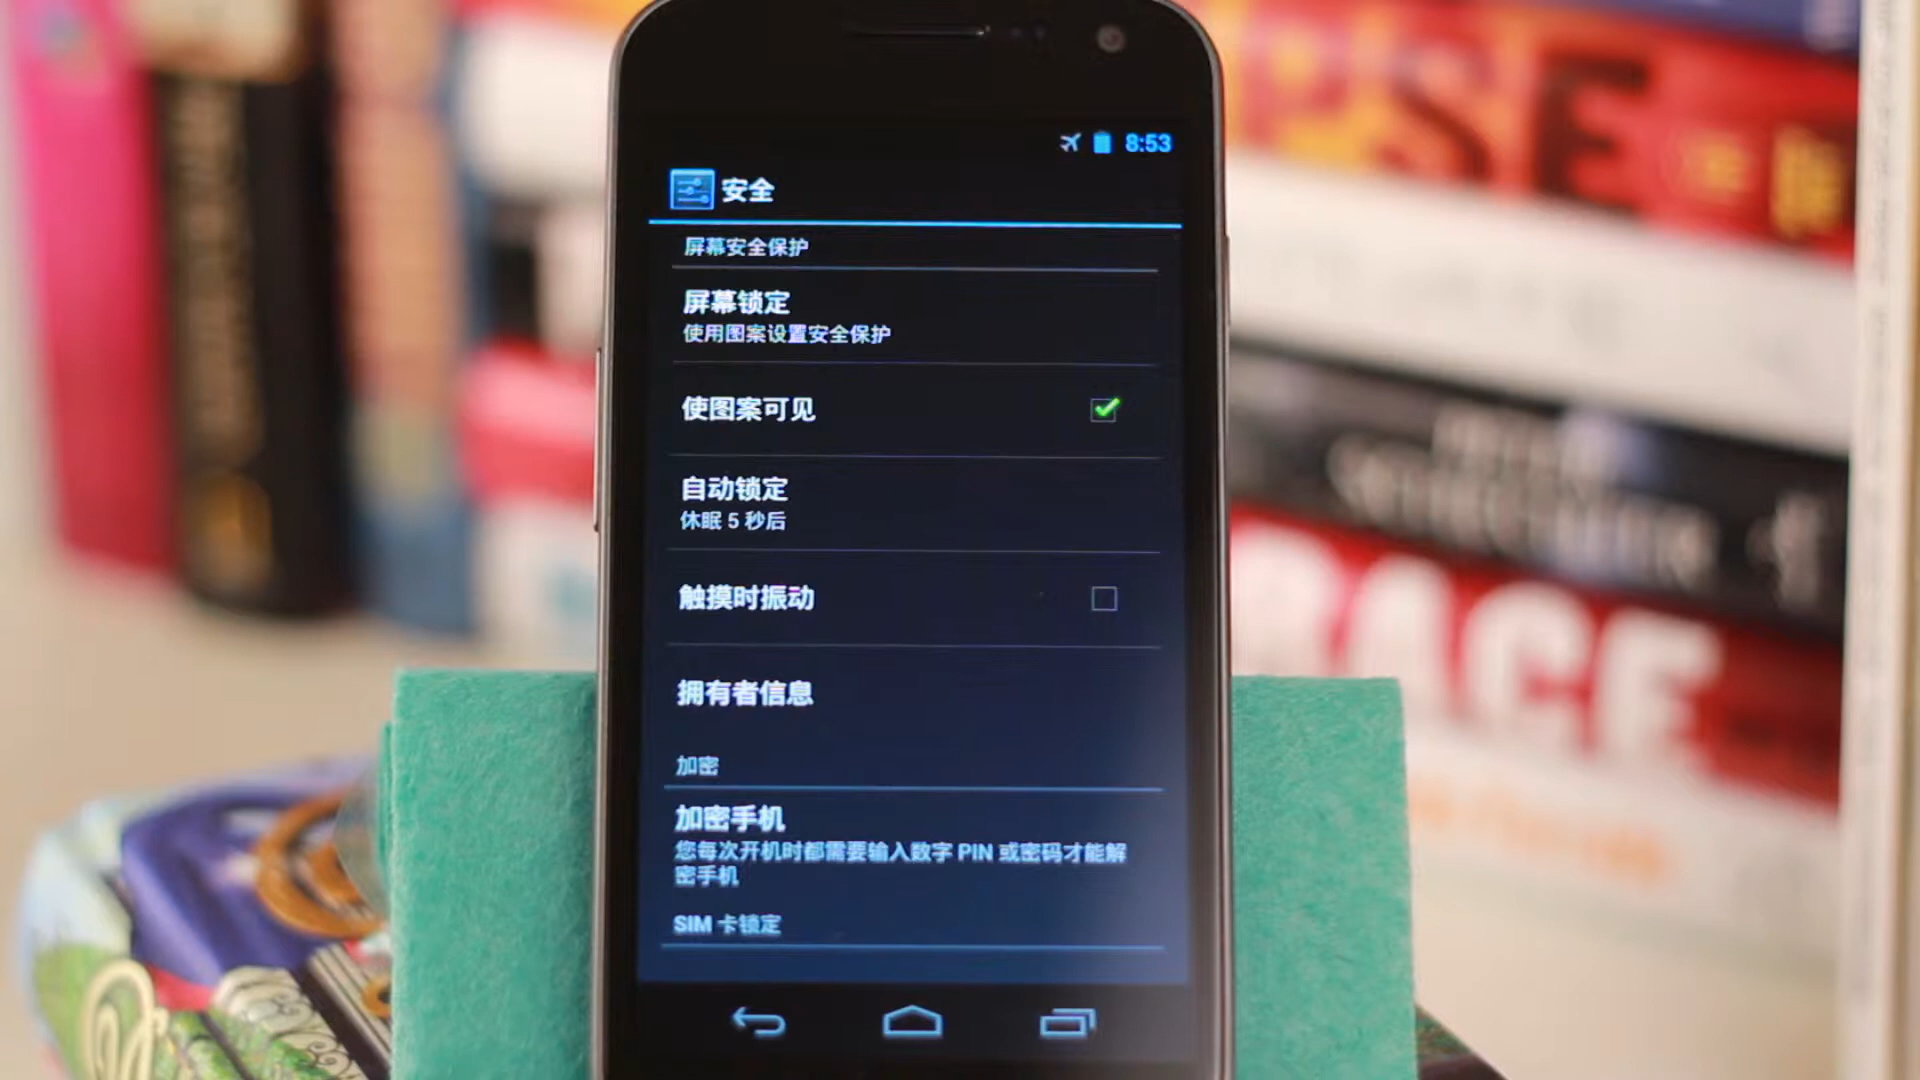 8:53
安全
屏幕安全保护
屏幕锁定
使用图案设置安全保护
使图案可见
自动锁定
休眠 5 秒后
触摸时振动
拥有者信息
加密
加密手机
您每次开机时都需要输入数字 PIN 或密码才能解
密手机
SIM 卡锁定